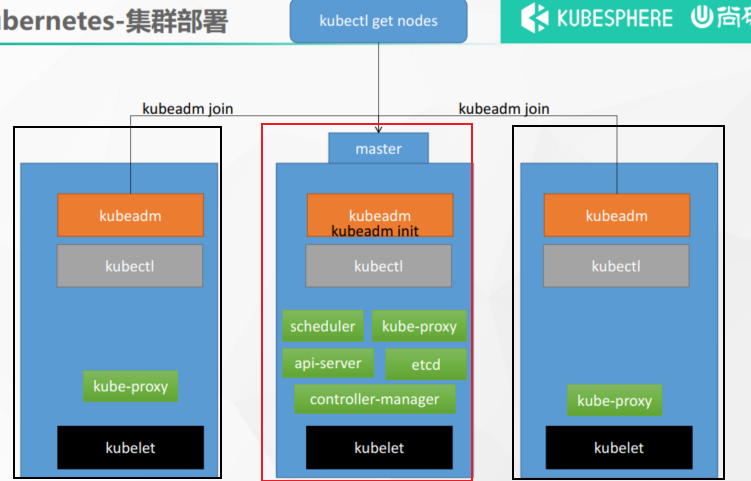 bernetes-集群部署
kubectl get nodes
KUBESPHERE
尚硅
kubeadm join
kubeadm join
master
kubeadm
kubeadm
kubeadm init
kubeadm
kubectl
kubectl
kubectl
scheduler
kube-proxy
api-server
etcd
kube-proxy
controller-manager
kube-proxy
kubelet
kubelet
kubelet